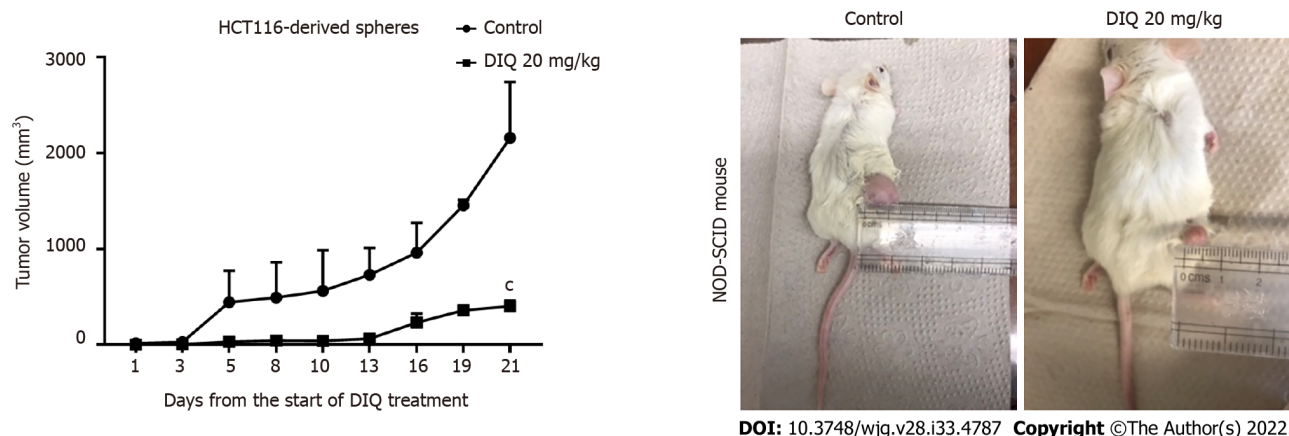 HCT116-derived spheres
Control
DIQ 20 mg/kg
Tumor volume (mm³)
3000
2000
1000
0
1 3 5 8 10 13 16 19 21
c
Days from the start of DIQ treatment
Control
DIQ 20 mg/kg
NOD-SCID mouse
0 cms 1 2
DOI: 10.3748/wjg.v28.i33.4787 Copyright ©The Author(s) 2022